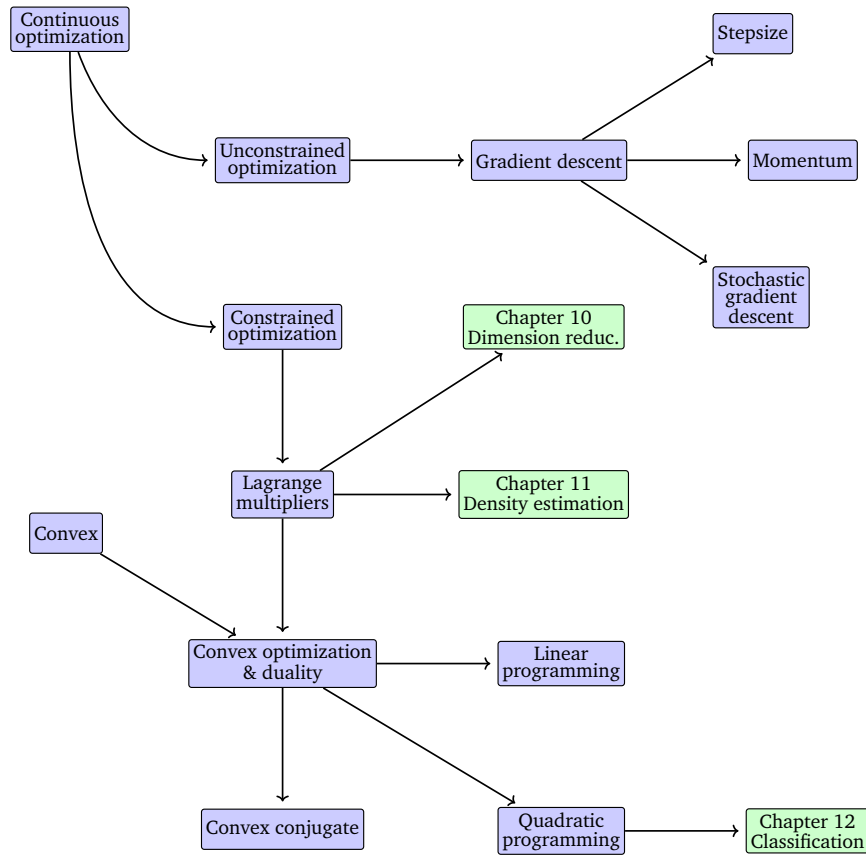 Continuous
optimization
Stepsize
Unconstrained
optimization
Gradient descent
Momentum
Stochastic
gradient
descent
Constrained
optimization
Chapter 10
Dimension reduc.
Lagrange
multipliers
Chapter 11
Density estimation
Convex
Convex optimization
& duality
Linear
programming
Convex conjugate
Quadratic
programming
Chapter 12
Classification